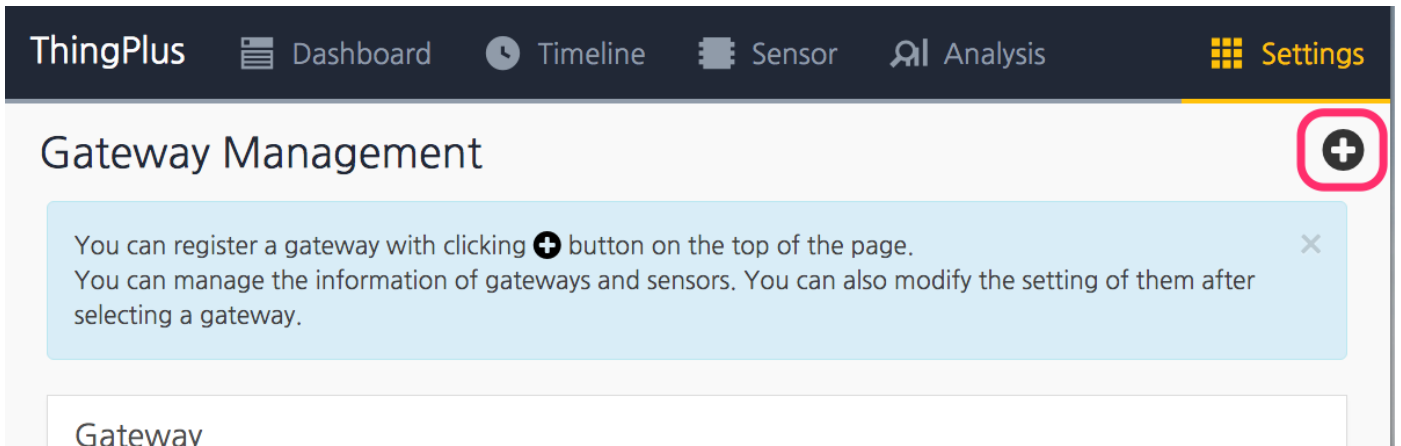 ThingPlus Dashboard Timeline Sensor Analysis Settings
Gateway Management
You can register a gateway with clicking button on the top of the page.
You can manage the information of gateways and sensors. You can also modify the setting of them after
selecting a gateway.
Gateway